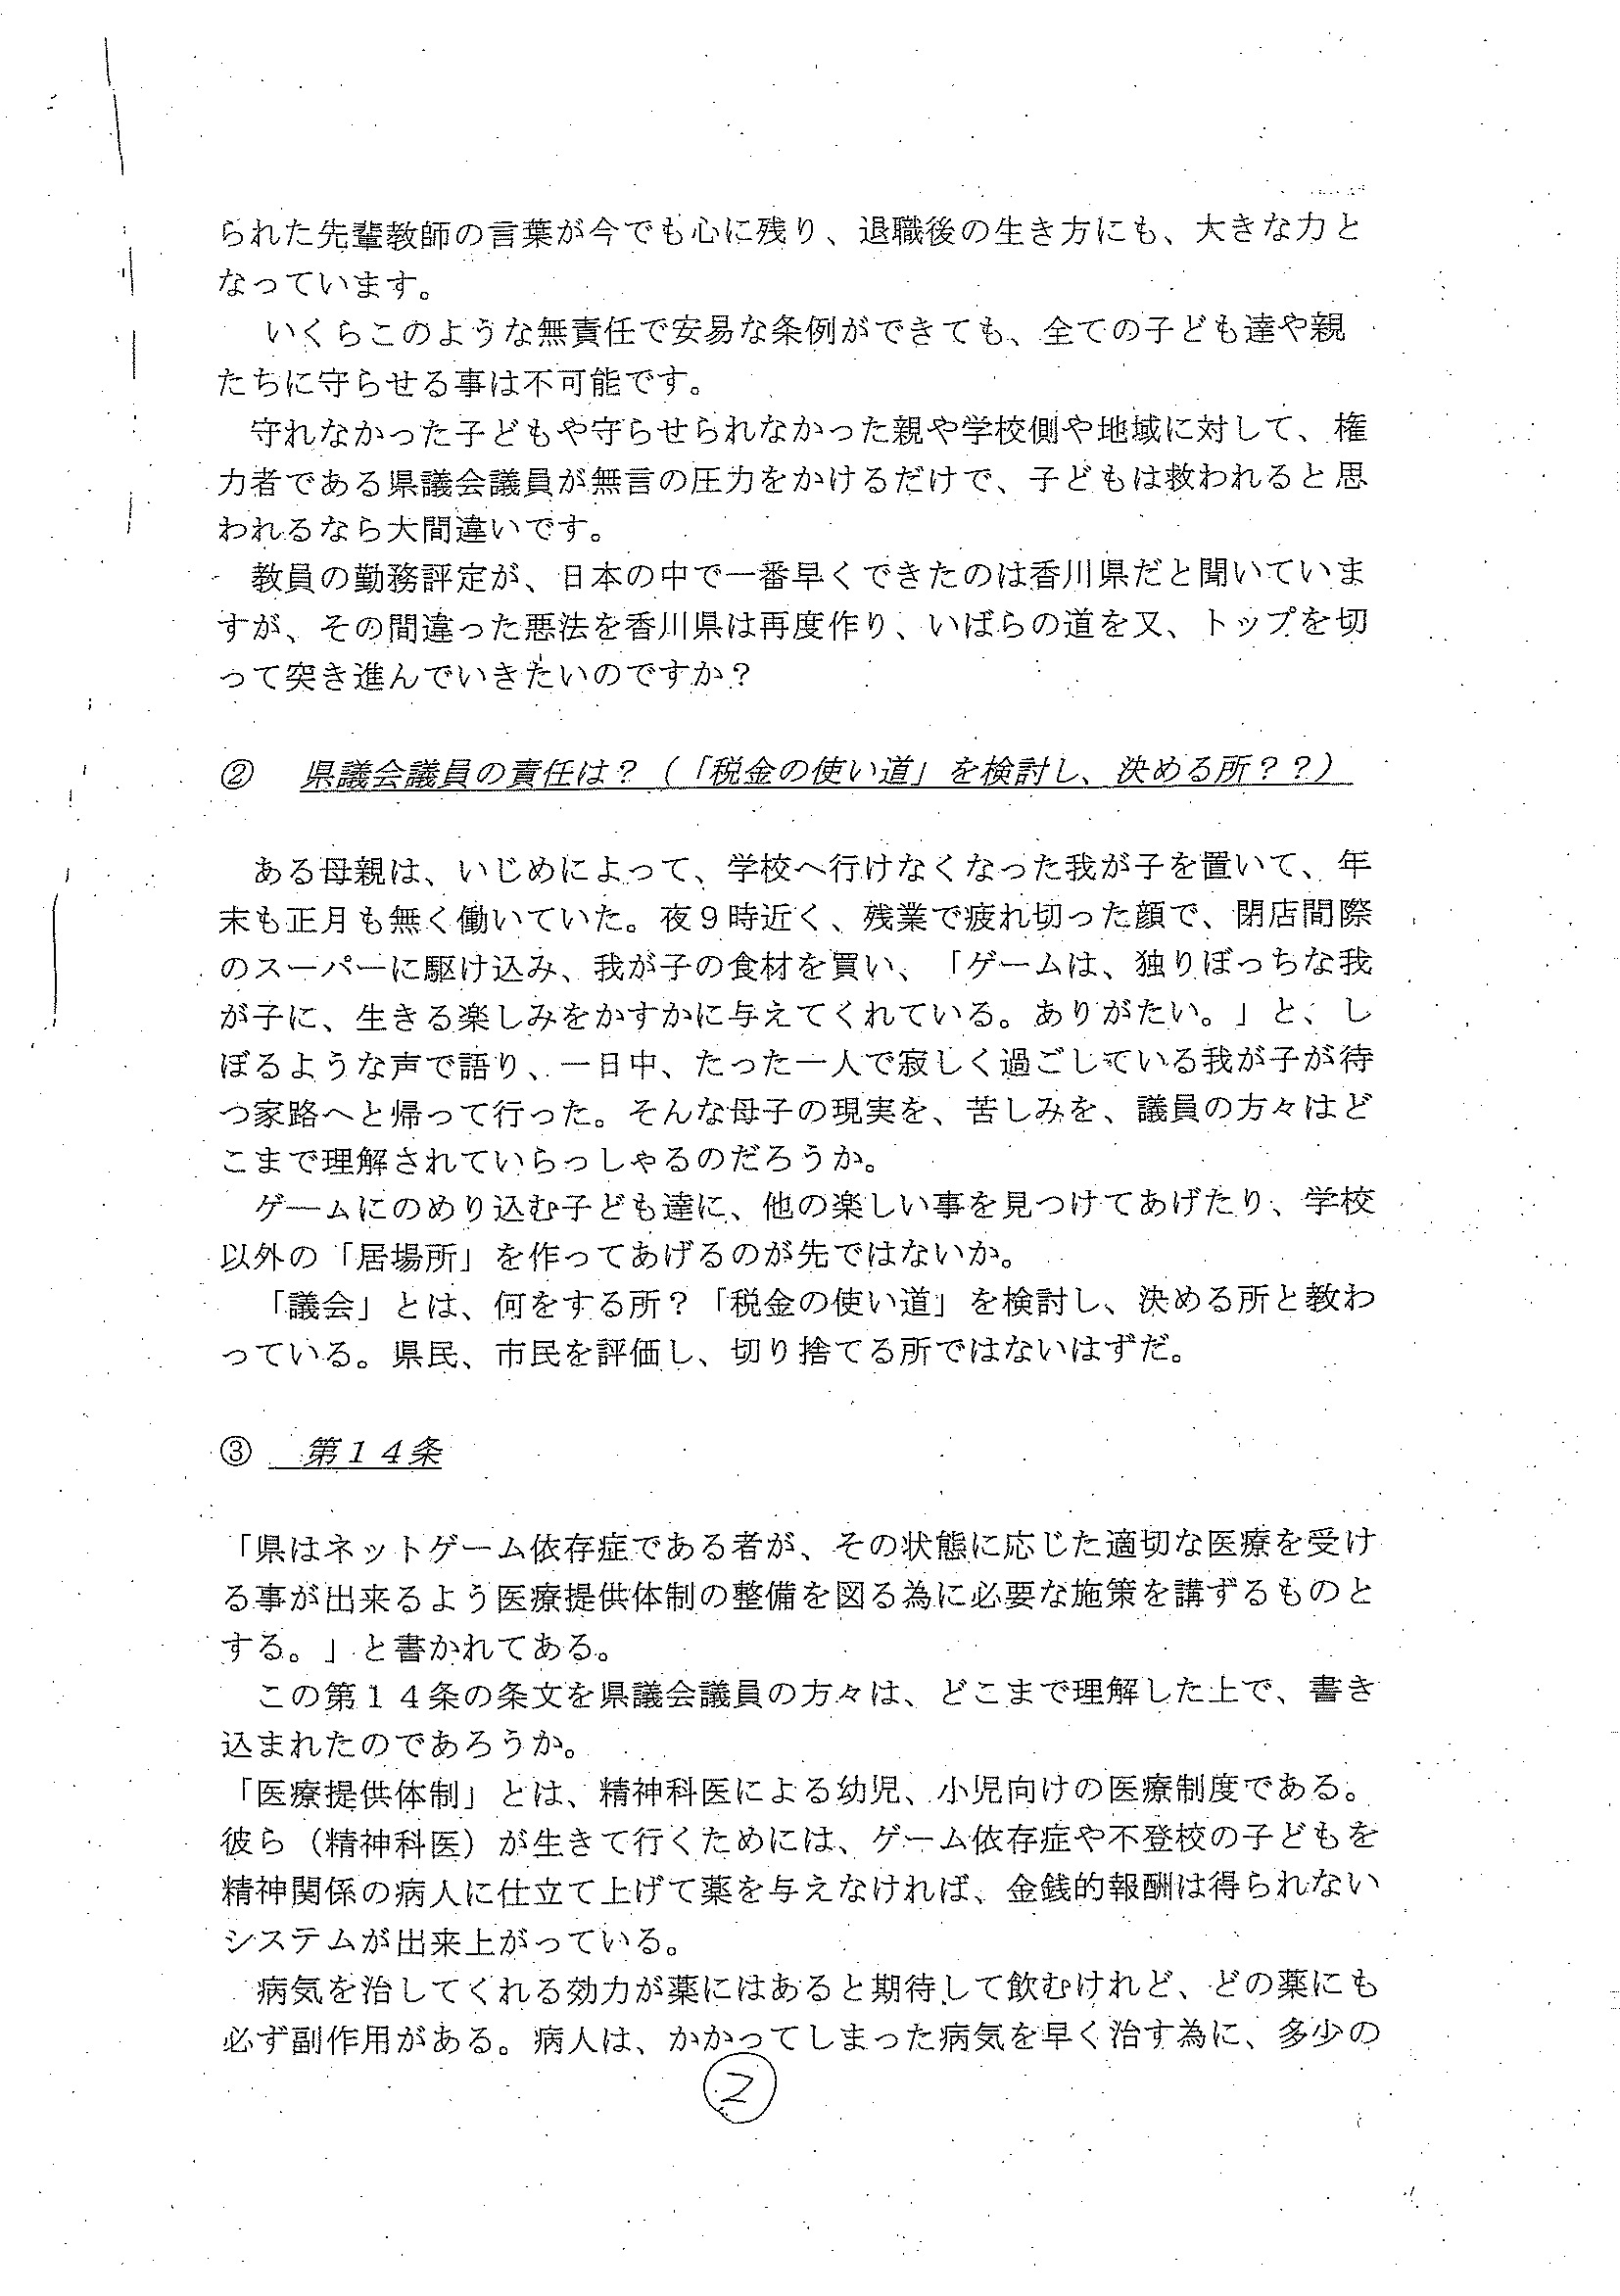 られた先輩教師の言葉が今でも心に残り、退職後の生き方にも、大きな力と
なっています。
　いくらこのような無責任で安易な条例ができても、全ての子ども達や親
たちに守らせる事は不可能です。
　守れなかった子どもや守らせられなかった親や学校側や地域に対して、権
力者である県議会議員が無言の圧力をかけるだけで、子どもは救われると思
われるなら大間違いです。
　教員の勤務評定が、日本の中で一番早くできたのは香川県だと聞いていま
すが、その間違った悪法を香川県は再度作り、いばらの道を又、トップを切
って突き進んでいきたいのですか？
②　県議会議員の責任は？（「税金の使い道」を検討し、決める所？？）
　ある母親は、いじめによって、学校へ行けなくなった我が子を置いて、年
末も正月も無く働いていた。夜９時近く、残業で疲れ切った顔で、閉店間際
のスーパーに駆け込み、我が子の食材を買い、「ゲームは、独りぼっちな我
が子に、生きる楽しみをかすかに与えてくれている。ありがたい。」と、し
ぼるような声で語り、一日中、たった一人で寂しく過ごしている我が子が待
つ家路へと帰って行った。そんな母子の現実を、苦しみを、議員の方々はど
こまで理解されていらっしゃるのだろうか。
　ゲームにのめり込む子ども達に、他の楽しい事を見つけてあげたり、学校
以外の「居場所」を作ってあげるのが先ではないか。
　「議会」とは、何をする所？「税金の使い道」を検討し、決める所と教わ
っている。県民、市民を評価し、切り捨てる所ではないはずだ。
③　第１４条
「県はネットゲーム依存症である者が、その状態に応じた適切な医療を受け
る事が出来るよう医療提供体制の整備を図る為に必要な施策を講ずるものと
する。」と書かれてある。
　この第１４条の条文を県議会議員の方々は、どこまで理解した上で、書き
込まれたのであろうか。
「医療提供体制」とは、精神科医による幼児、小児向けの医療制度である。
彼ら（精神科医）が生きて行くためには、ゲーム依存症や不登校の子どもを
精神関係の病人に仕立て上げて薬を与えなければ、金銭的報酬は得られない
システムが出来上がっている。
　病気を治してくれる効力が薬にはあると期待して飲むけれど、どの薬にも
必ず副作用がある。病人は、かかってしまった病気を早く治す為に、多少の
②